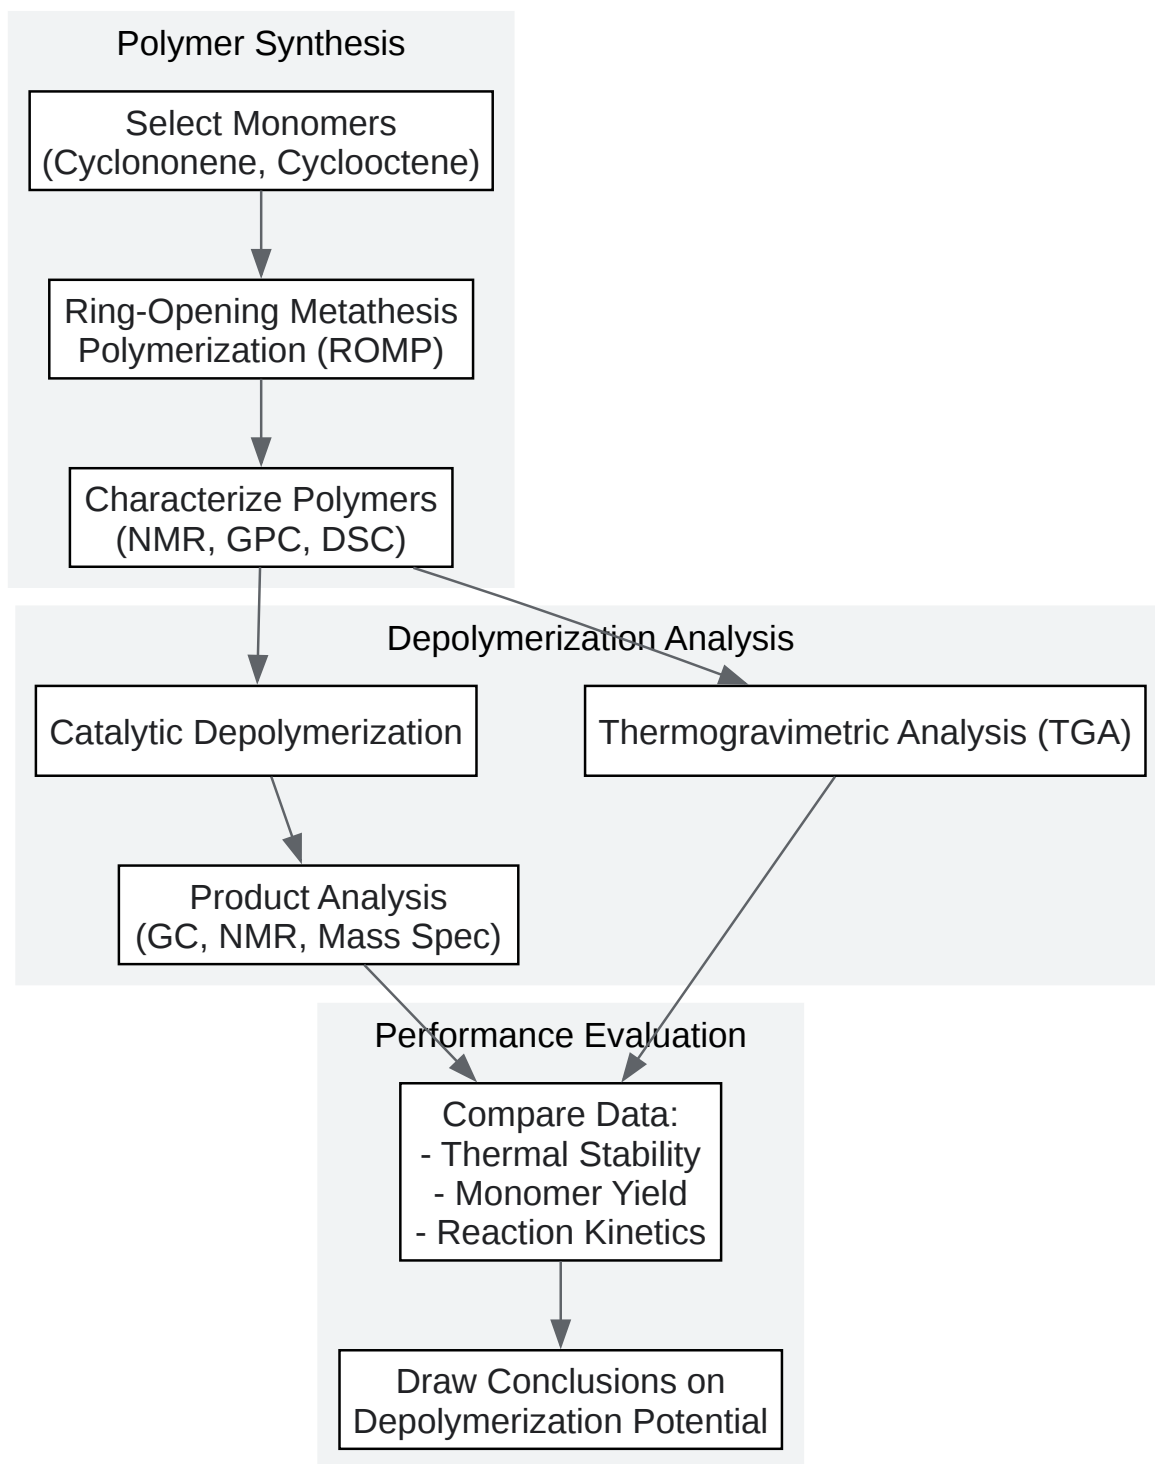 Polymer Synthesis
Select Monomers
(Cyclononene, Cyclooctene)
Ring-Opening Metathesis
Polymerization (ROMP)
Characterize Polymers
(NMR, GPC, DSC)
Depolymerization Analysis
Catalytic Depolymerization
Thermogravimetric Analysis (TGA)
Product Analysis
(GC, NMR, Mass Spec)
Performance Evaluation
Compare Data:
- Thermal Stability
- Monomer Yield
- Reaction Kinetics
Draw Conclusions on
Depolymerization Potential